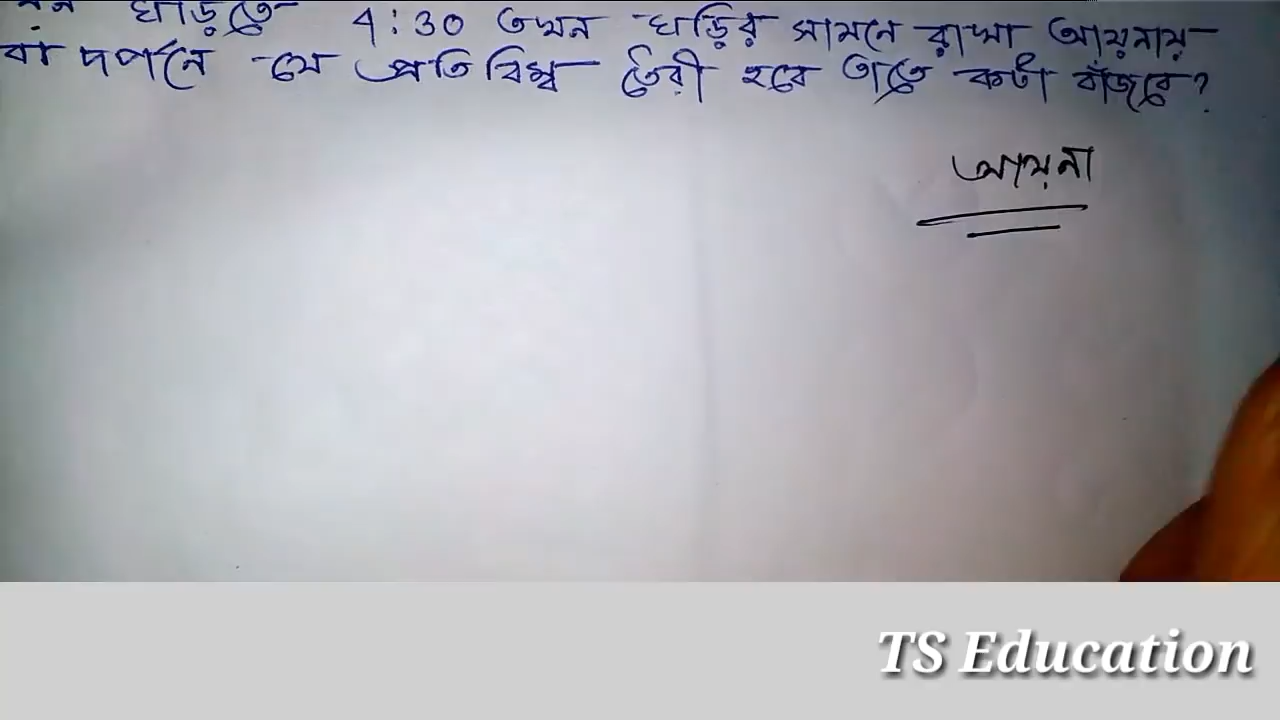 ঘড়িতে 4:30 তখন ঘড়ির সামনে রাখা আয়নায়
বা দর্পনে যে প্রতিবিম্ব তৈরী হবে তাতে কটা বাঁজবে?
আয়না
TS Education